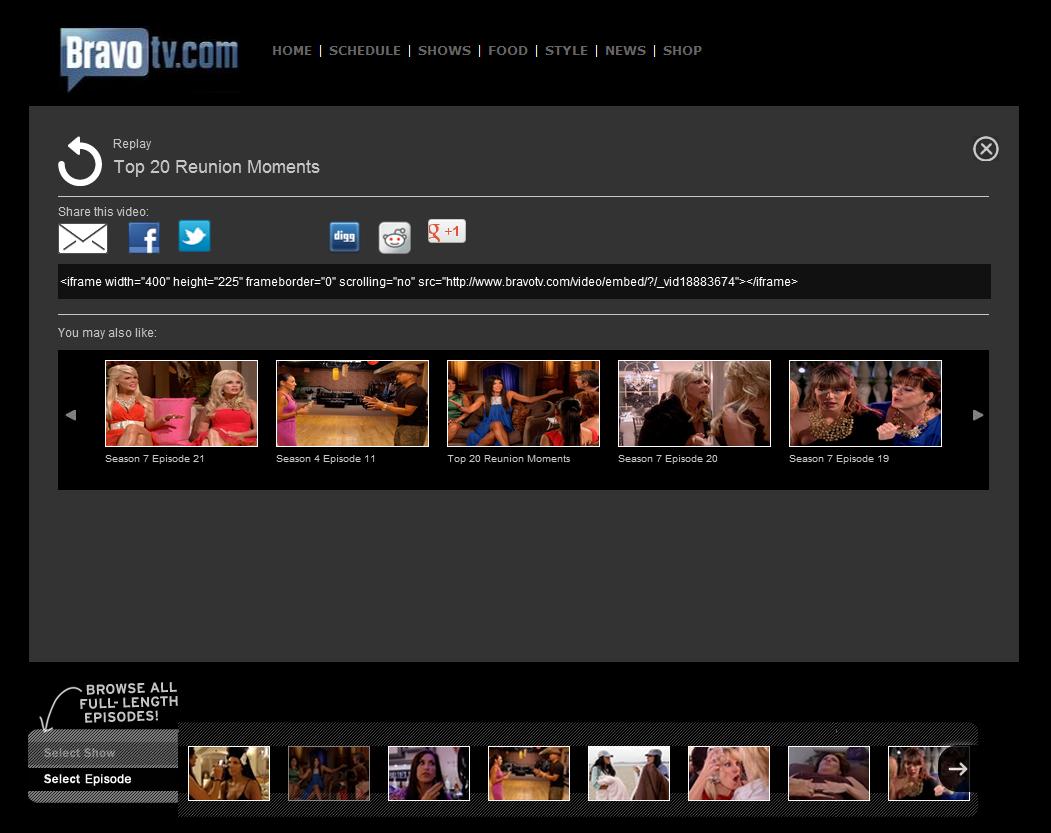 Bravotv.com
HOME | SCHEDULE | SHOWS | FOOD | STYLE | NEWS | SHOP
Replay
Top 20 Reunion Moments
Share this video:
f
digg
g +1
<iframe width="400" height="225" frameborder="0" scrolling="no" src="http://www.bravotv.com/video/embed/?/_vid18883674"></iframe>
You may also like:
Season 7 Episode 21
Season 4 Episode 11
Top 20 Reunion Moments
Season 7 Episode 20
Season 7 Episode 19
BROWSE ALL
FULL-LENGTH
EPISODES!
Select Show
Select Episode